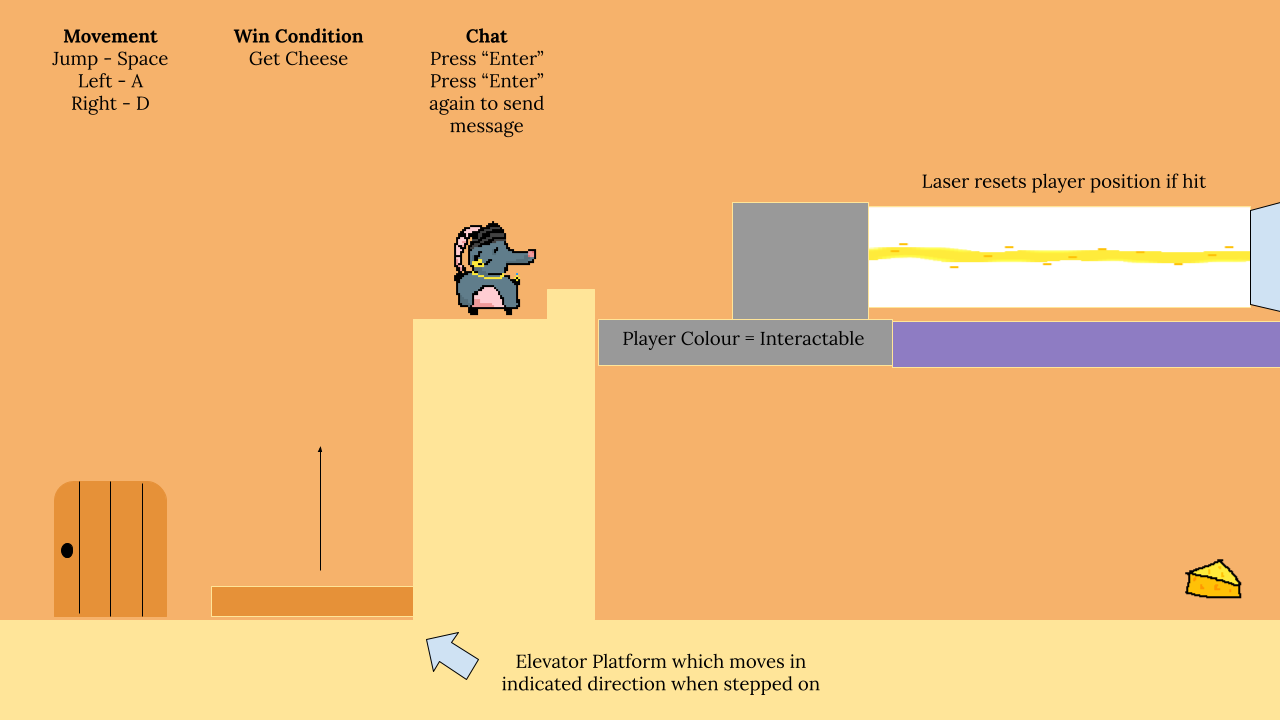 Movement
Jump - Space
Left - A
Right - D
Win Condition
Get Cheese
Chat
Press “Enter”
Press “Enter”
again to send
message
Laser resets player position if hit
Player Colour = Interactable
Elevator Platform which moves in
indicated direction when stepped on